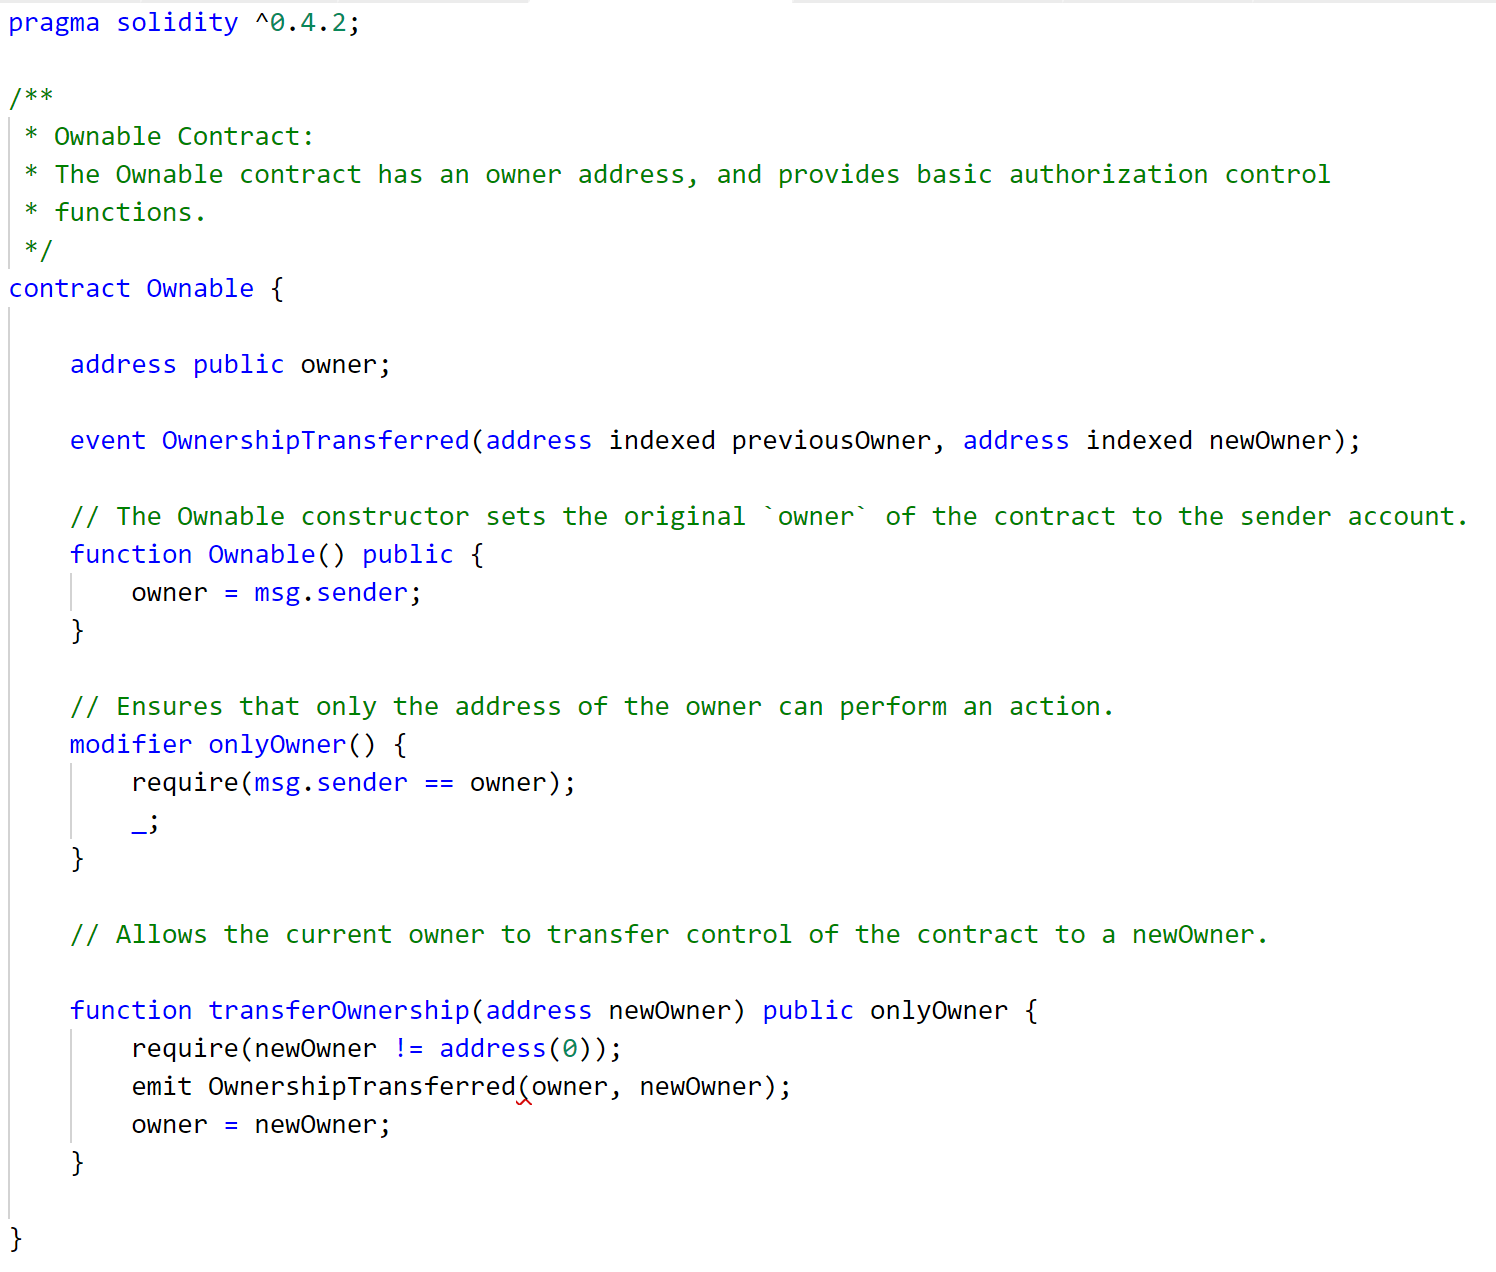 pragma solidity ^0.4.2;
/**
* Ownable Contract:
* The Ownable contract has an owner address, and provides basic authorization control
* functions.
*/
contract Ownable {
address public owner;
event OwnershipTransferred(address indexed previousOwner, address indexed newOwner);
// The Ownable constructor sets the original `owner` of the contract to the sender account.
function Ownable() public {
owner = msg.sender;
}
// Ensures that only the address of the owner can perform an action.
modifier onlyOwner() {
require(msg.sender == owner);
_;
}
// Allows the current owner to transfer control of the contract to a newOwner.
function transferOwnership(address newOwner) public onlyOwner {
require(newOwner != address(0));
emit OwnershipTransferred(owner, newOwner);
owner = newOwner;
}
}